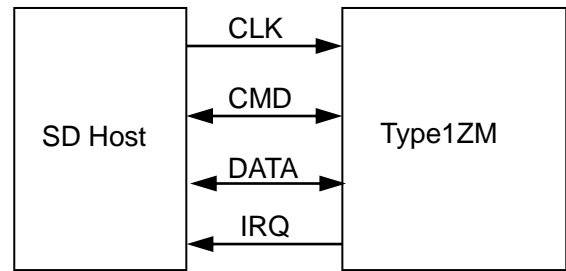 CLK
CMD
SD Host
Type1ZM
DATA
IRQ